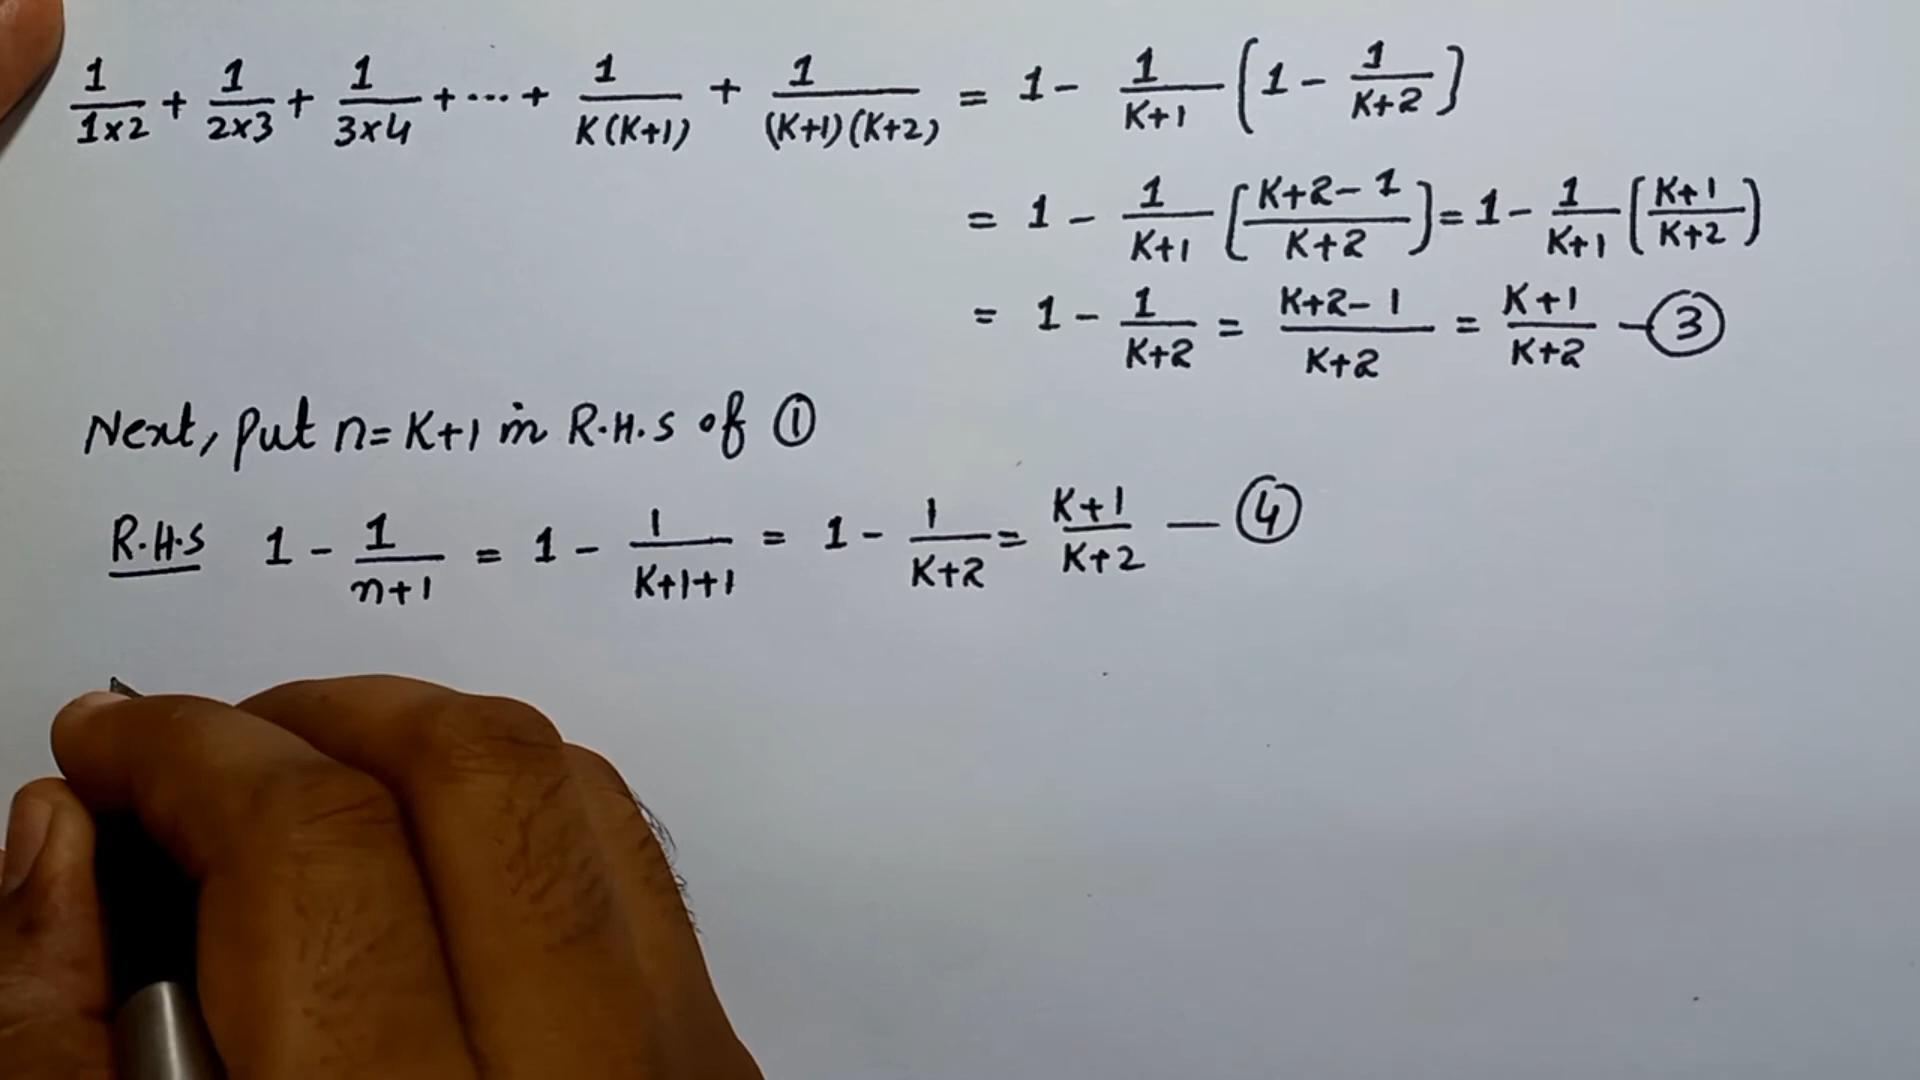 1/(1×2) + 1/(2×3) + 1/(3×4) + ... + 1/(K(K+1)) + 1/((K+1)(K+2)) = 1 - 1/(K+1) (1 - 1/(K+2))
= 1 - 1/(K+1) [(K+2-1)/(K+2)] = 1 - 1/(K+1) ((K+1)/(K+2))
= 1 - 1/(K+2) = (K+2-1)/(K+2) = (K+1)/(K+2) — ③
Next, Put n=K+1 in R.H.S of ①
R.H.S 1 - 1/(n+1) = 1 - 1/(K+1+1) = 1 - 1/(K+2) = (K+1)/(K+2) — ④